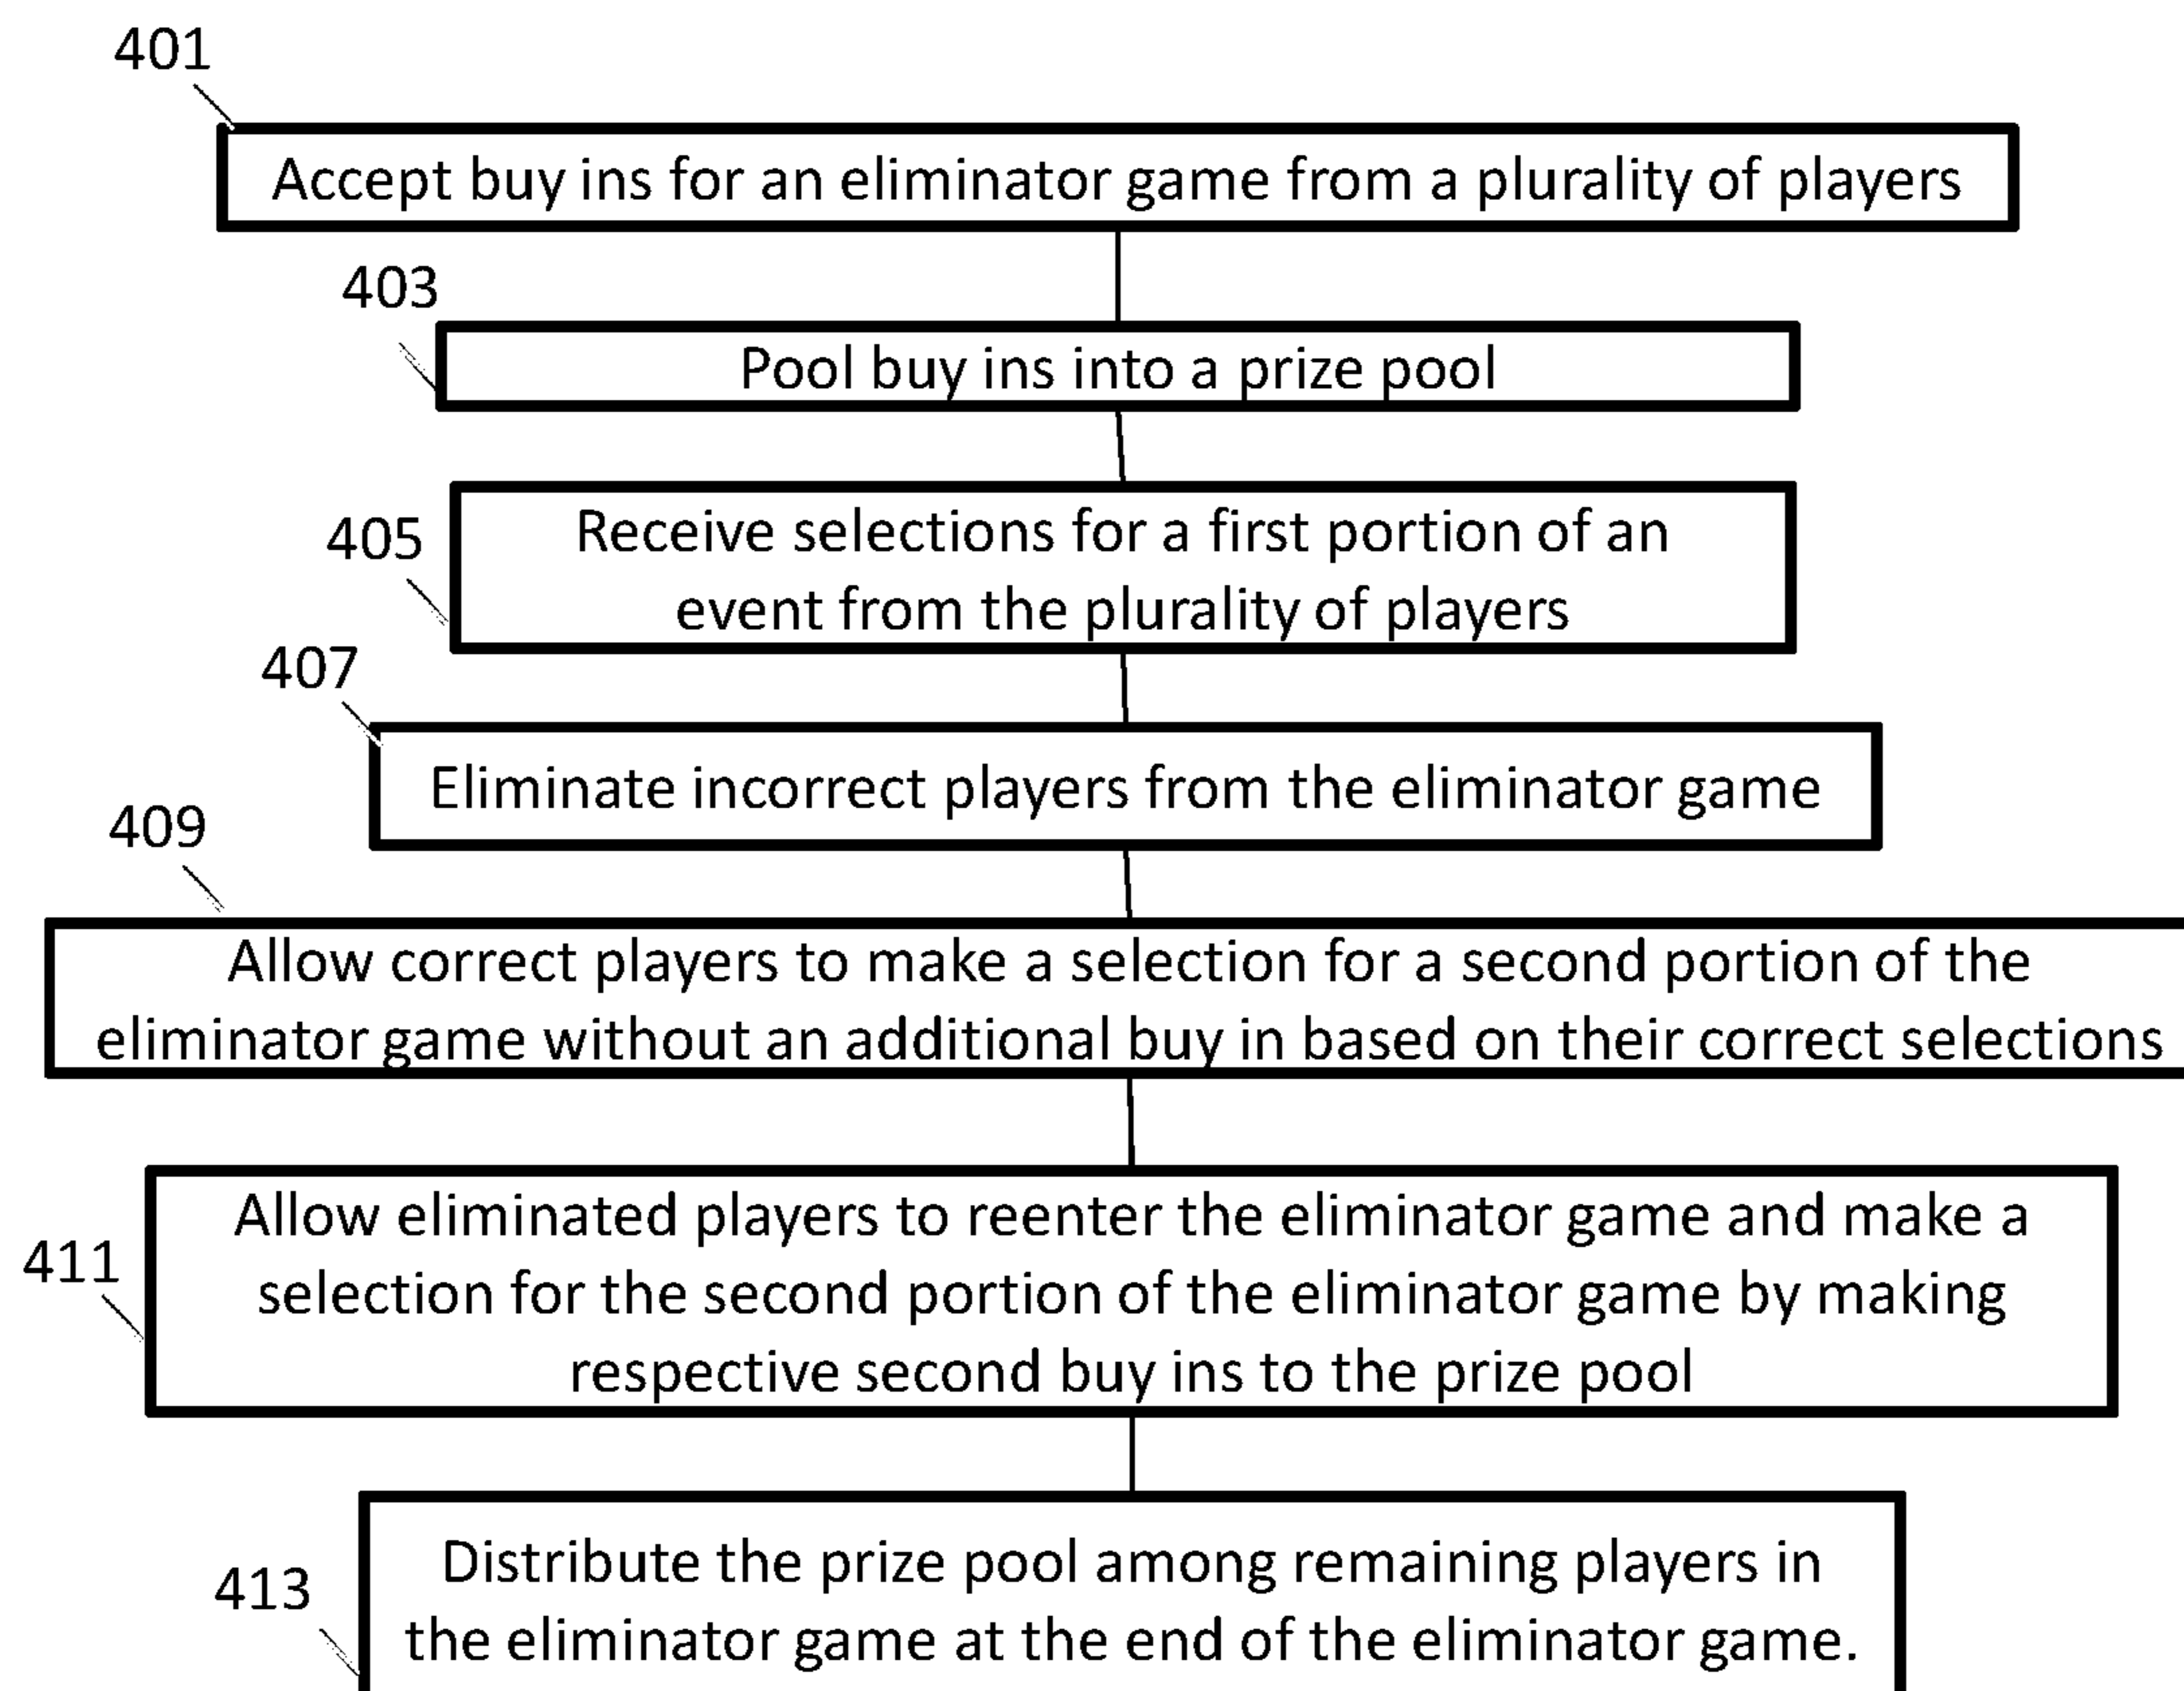 401
Accept buy ins for an eliminator game from a plurality of players
403
Pool buy ins into a prize pool
405
Receive selections for a first portion of an
event from the plurality of players
407
Eliminate incorrect players from the eliminator game
409
Allow correct players to make a selection for a second portion of the
eliminator game without an additional buy in based on their correct selections
411
Allow eliminated players to reenter the eliminator game and make a
selection for the second portion of the eliminator game by making
respective second buy ins to the prize pool
413
Distribute the prize pool among remaining players in
the eliminator game at the end of the eliminator game.